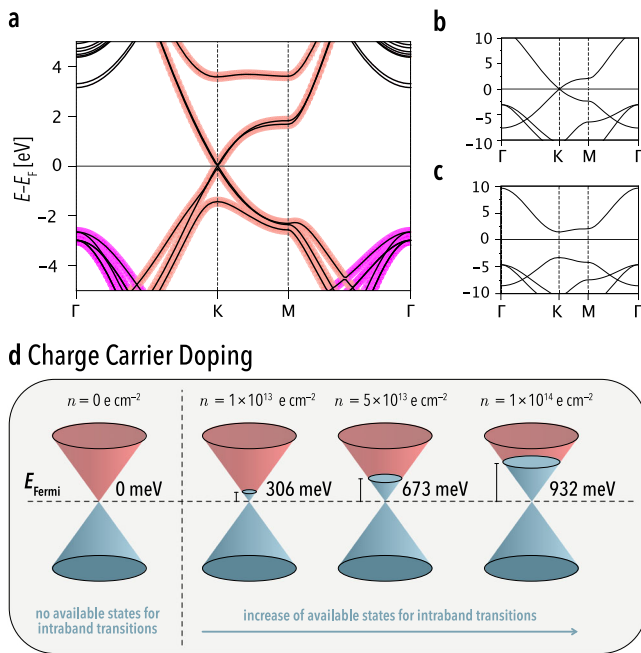 a
E–E_F [eV]
4
2
0
−2
−4
Γ
K
M
Γ
b
10
5
0
−5
−10
Γ
K
M
Γ
c
10
5
0
−5
−10
Γ
K
M
Γ
d Charge Carrier Doping
n = 0 e cm⁻²
n = 1×10¹³ e cm⁻²
n = 5×10¹³ e cm⁻²
n = 1×10¹⁴ e cm⁻²
E_Fermi
0 meV
306 meV
673 meV
932 meV
no available states for
intraband transitions
increase of available states for intraband transitions